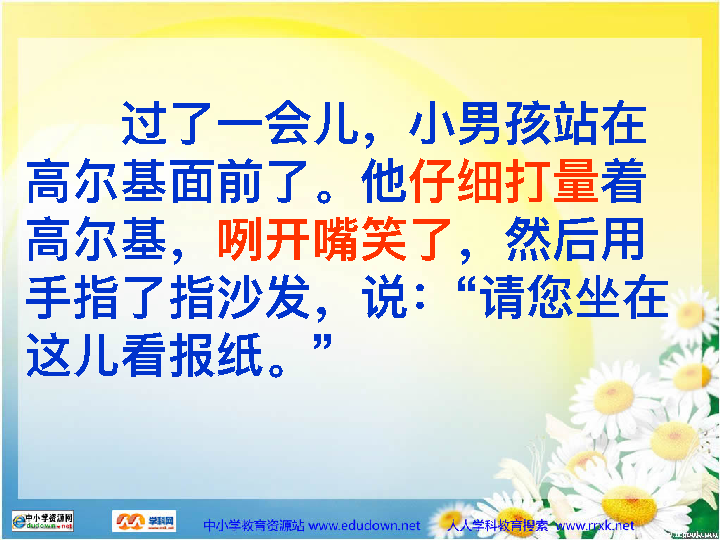 过了一会儿，小男孩站在
高尔基面前了。他仔细打量着
高尔基，咧开嘴笑了，然后用
手指了指沙发，说：“请您坐在
这儿看报纸。”
中小学资源网
edudown.net
学科网
中小学教育资源站 www.edudown.net 人人学科教育搜索 www.rrxk.net